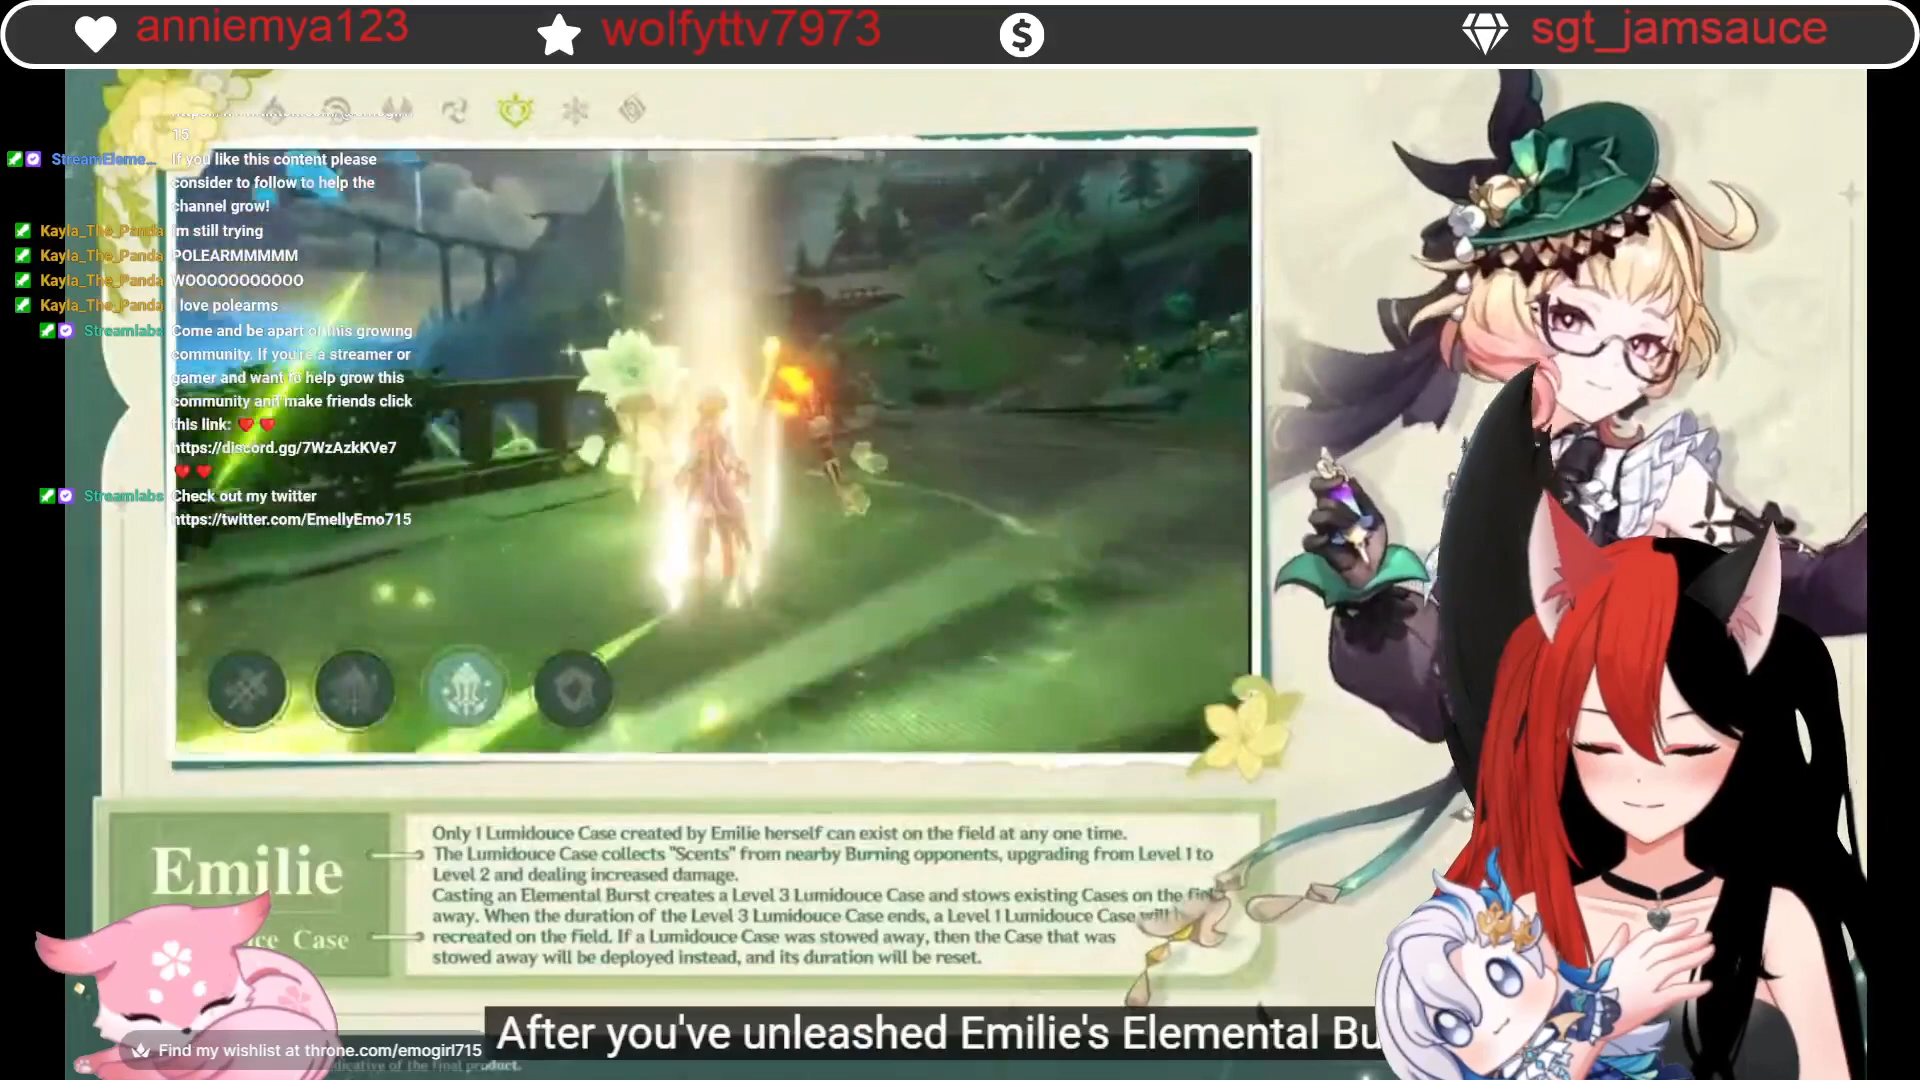 anniemya123 wolfyttv7973 sgt_jamsauce
15
StreamEleme... If you like this content please
consider to follow to help the
channel grow!
Kayla_The_Panda im still trying
Kayla_The_Panda POLEARMMMMM
Kayla_The_Panda WOOOOOOOOOOO
Kayla_The_Panda I love polearms
Streamlabs Come and be apart of this growing
community. If you're a streamer or
gamer and want to help grow this
community and make friends click
this link:
https://discord.gg/7WzAzkKVe7
Streamlabs Check out my twitter
https://twitter.com/EmellyEmo715
Emilie
Case
Only 1 Lumidouce Case created by Emilie herself can exist on the field at any one time.
The Lumidouce Case collects "Scents" from nearby Burning opponents, upgrading from Level 1 to
Level 2 and dealing increased damage.
Casting an Elemental Burst creates a Level 3 Lumidouce Case and stows existing Cases on the
away. When the duration of the Level 3 Lumidouce Case ends, a Level 1 Lumidouce Case will
recreated on the field. If a Lumidouce Case was stowed away, then the Case that was
stowed away will be deployed instead, and its duration will be reset.
After you've unleashed Emilie's Elemental Bu
Find my wishlist at throne.com/emogirl715
dicative of the final product.